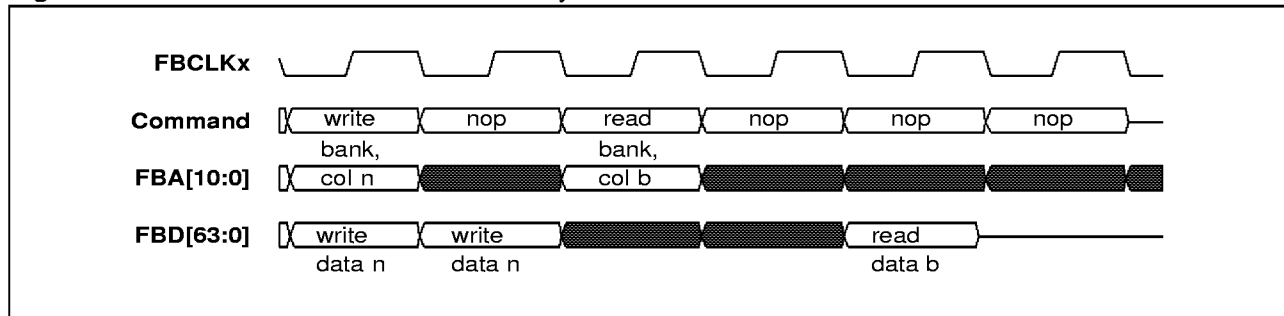 FBCLKx
Command write nop read nop nop nop
bank, bank,
FBA[10:0] col n col b
FBD[63:0] write write read
data n data n data b